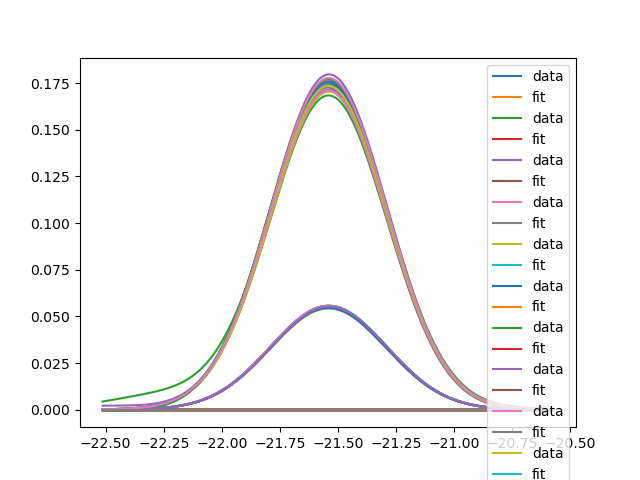 0.175
0.150
0.125
0.100
0.075
0.050
0.025
0.000
−22.50
−22.25
−22.00
−21.75
−21.50
−21.25
−21.00
−20.75
−20.50
data
fit
data
fit
data
fit
data
fit
data
fit
data
fit
data
fit
data
fit
data
fit
data
fit